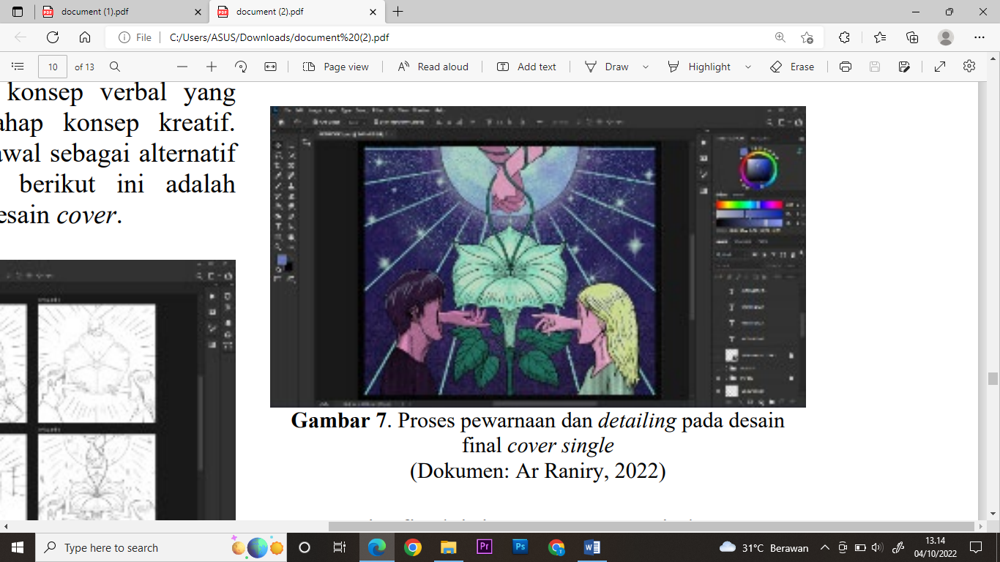 document (1).pdf
document (2).pdf
File
C:/Users/ASUS/Downloads/document%20(2).pdf
10 of 13
Page view
Read aloud
Add text
Draw
Highlight
Erase
konsep verbal yang
ahap konsep kreatif.
awal sebagai alternatif
berikut ini adalah
esain cover.
Gambar 7. Proses pewarnaan dan detailing pada desain
final cover single
(Dokumen: Ar Raniry, 2022)
Type here to search
31°C Berawan
13.14
04/10/2022